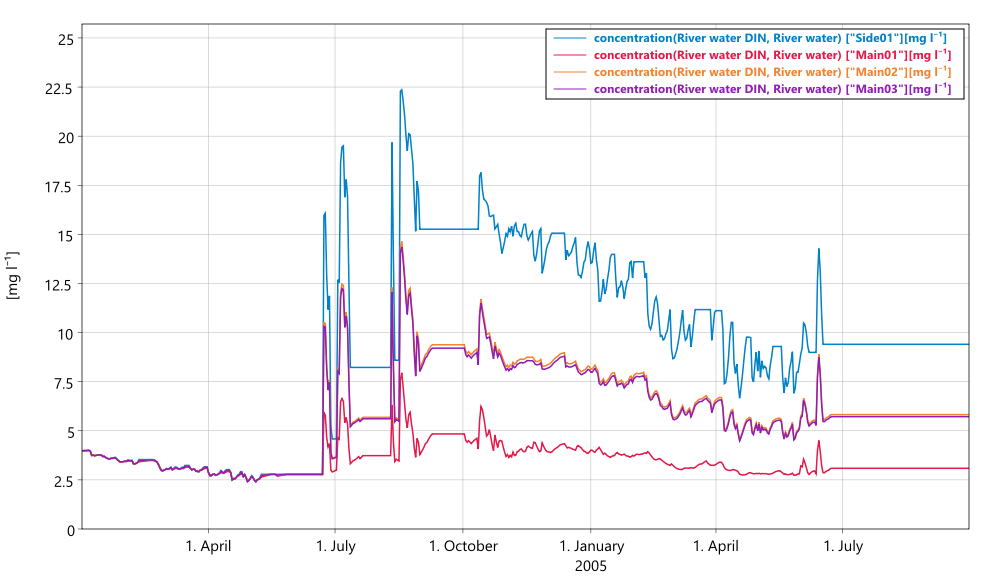 concentration(River water DIN, River water) ["Side01"][mg l⁻¹]
concentration(River water DIN, River water) ["Main01"][mg l⁻¹]
concentration(River water DIN, River water) ["Main02"][mg l⁻¹]
concentration(River water DIN, River water) ["Main03"][mg l⁻¹]
25
22.5
20
17.5
15
12.5
10
7.5
5
2.5
0
[mg l⁻¹]
1. April 1. July 1. October 1. January 1. April 1. July
2005